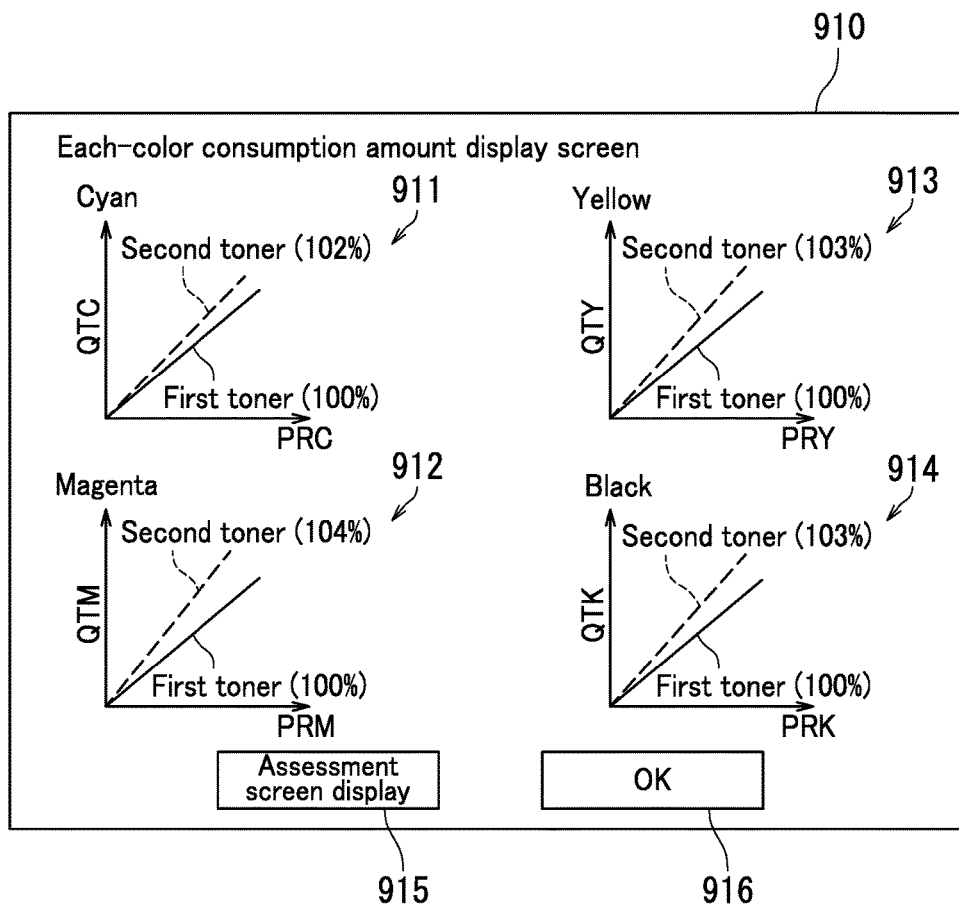 910
Each-color consumption amount display screen
Cyan
911
Second toner (102%)
QTC
First toner (100%)
PRC
Yellow
913
Second toner (103%)
QTY
First toner (100%)
PRY
Magenta
912
Second toner (104%)
QTM
First toner (100%)
PRM
Black
914
Second toner (103%)
QTK
First toner (100%)
PRK
Assessment
screen display
OK
915
916